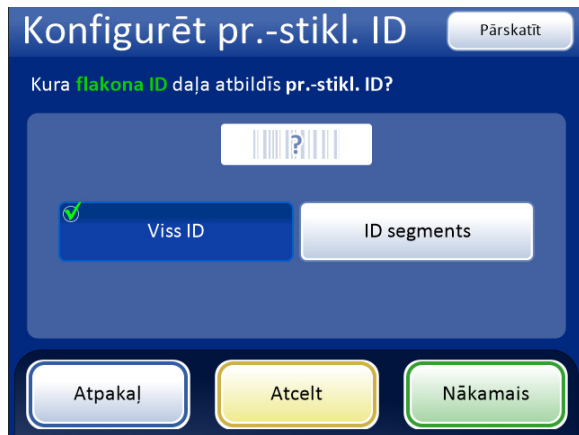 Konfigurēt pr.-stikl. ID
Pārskatīt
Kura flakona ID daļa atbildīs pr.-stikl. ID?
?
Viss ID
ID segments
Atpakaļ
Atcelt
Nākamais